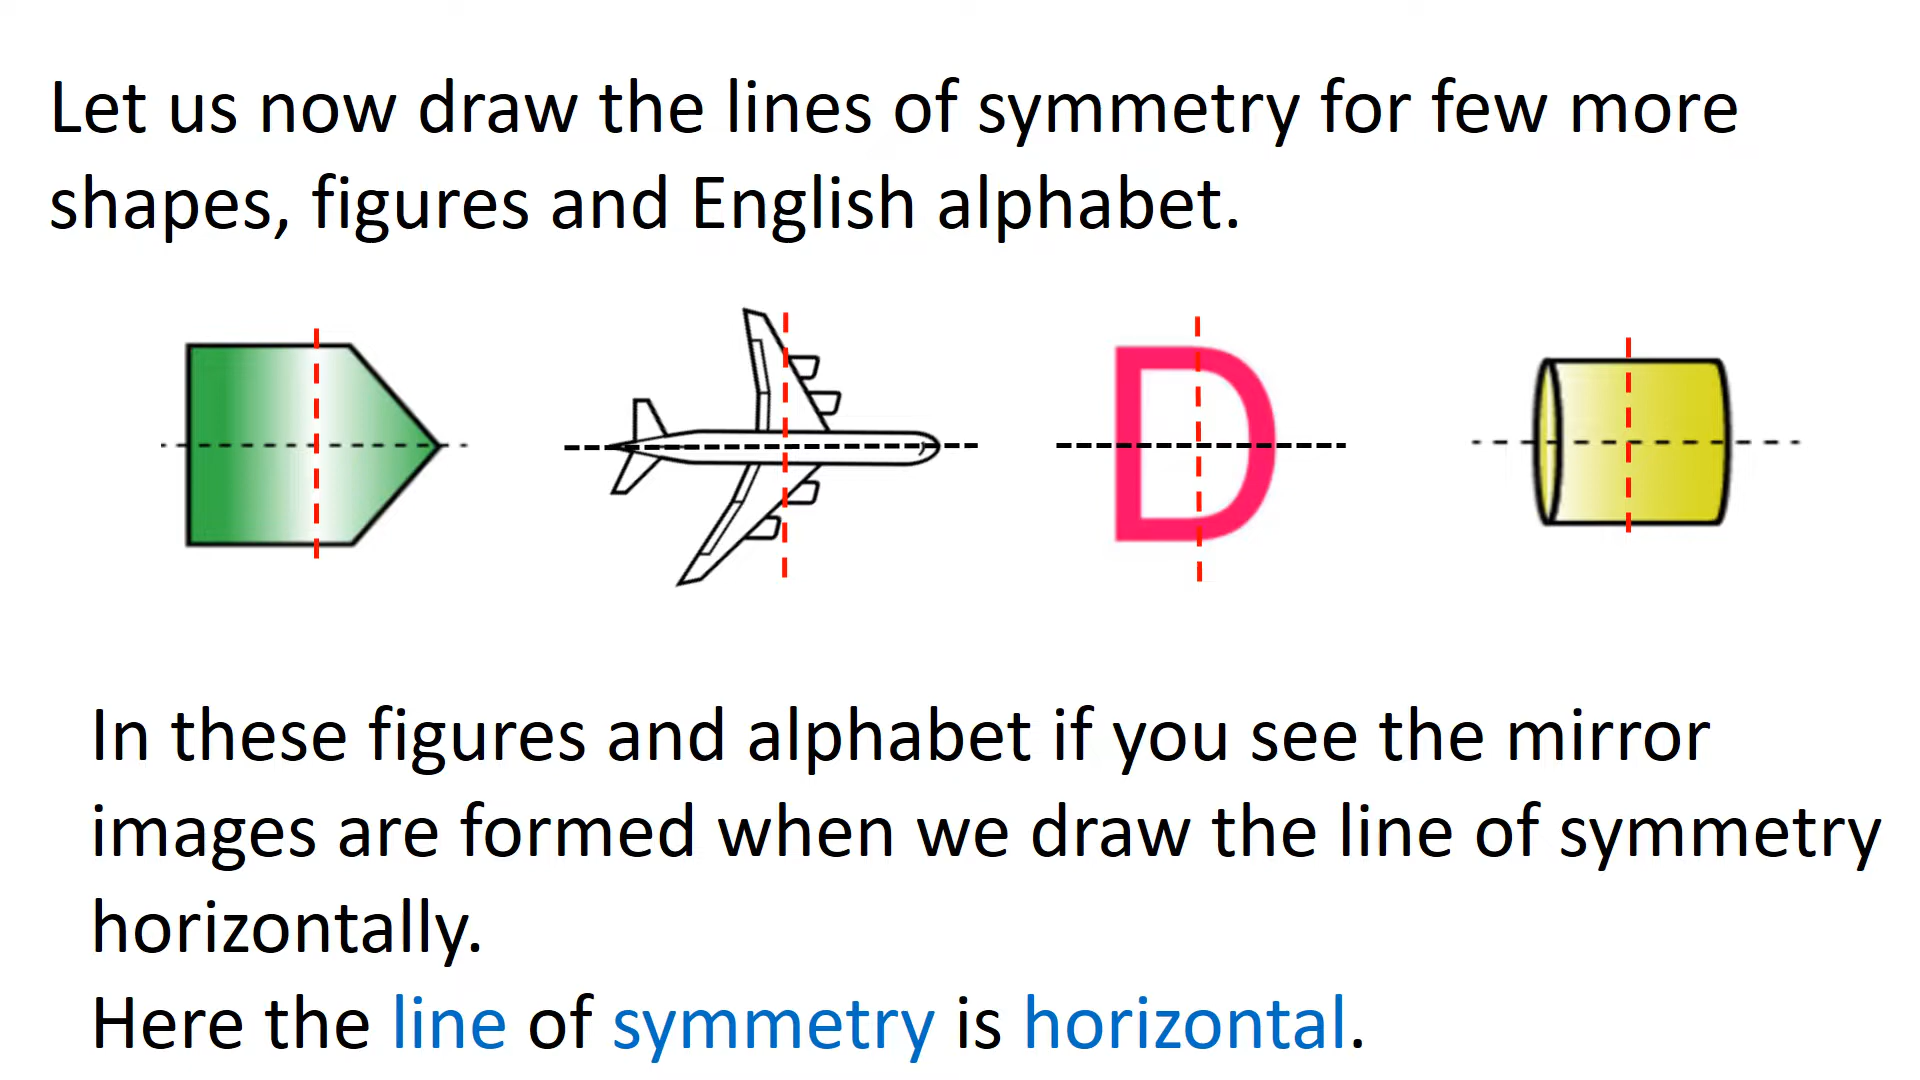 Let us now draw the lines of symmetry for few more
shapes, figures and English alphabet.
D
In these figures and alphabet if you see the mirror
images are formed when we draw the line of symmetry
horizontally.
Here the line of symmetry is horizontal.